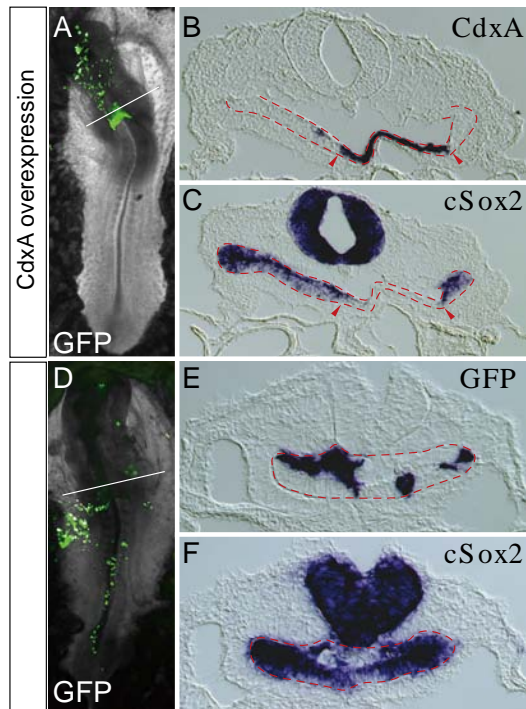 CdxA overexpression
A
GFP
B
CdxA
C
cSox2
D
GFP
E
GFP
F
cSox2